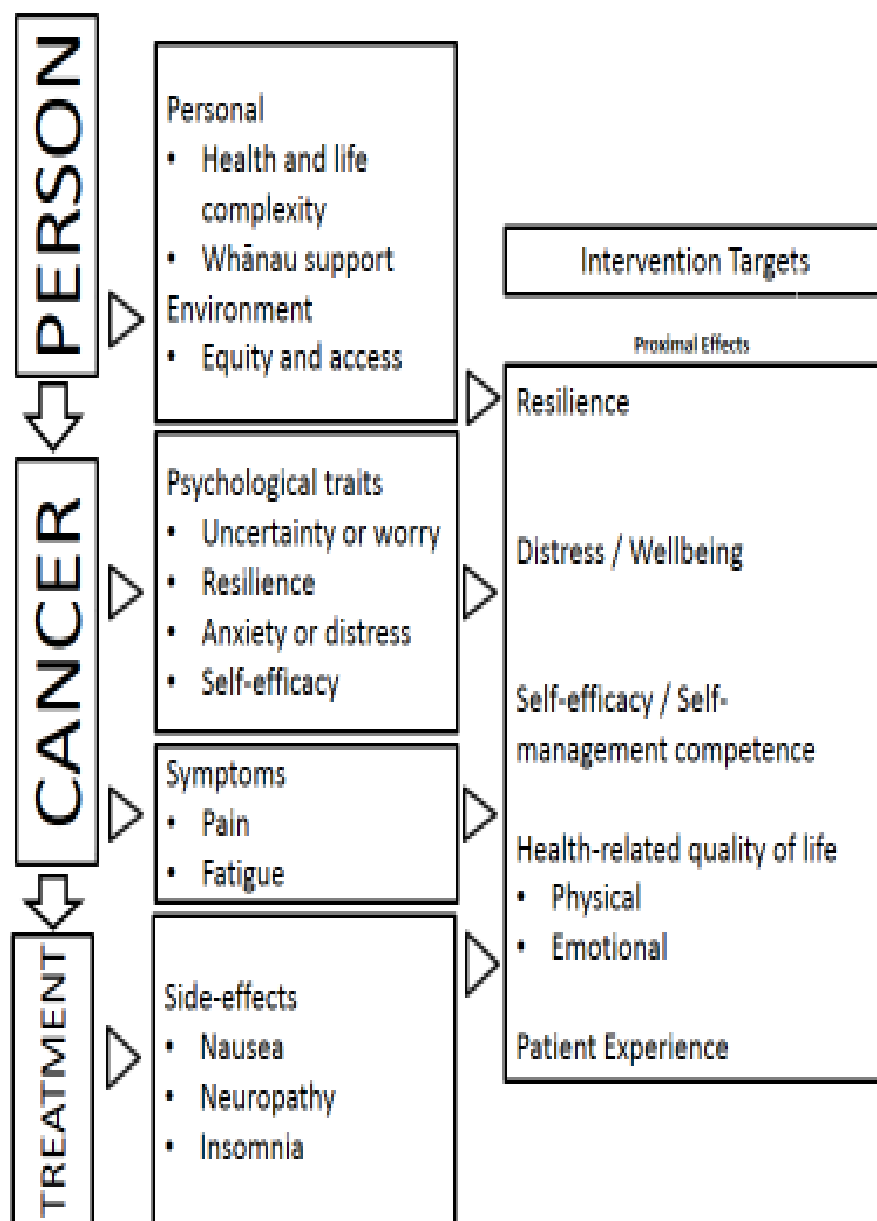 PERSON
Personal
• Health and life
complexity
• Whānau support
Environment
• Equity and access
CANCER
Psychological traits
• Uncertainty or worry
• Resilience
• Anxiety or distress
• Self-efficacy
Symptoms
• Pain
• Fatigue
TREATMENT
Side-effects
• Nausea
• Neuropathy
• Insomnia
Intervention Targets
Proximal Effects
Resilience
Distress / Wellbeing
Self-efficacy / Self-
management competence
Health-related quality of life
• Physical
• Emotional
Patient Experience